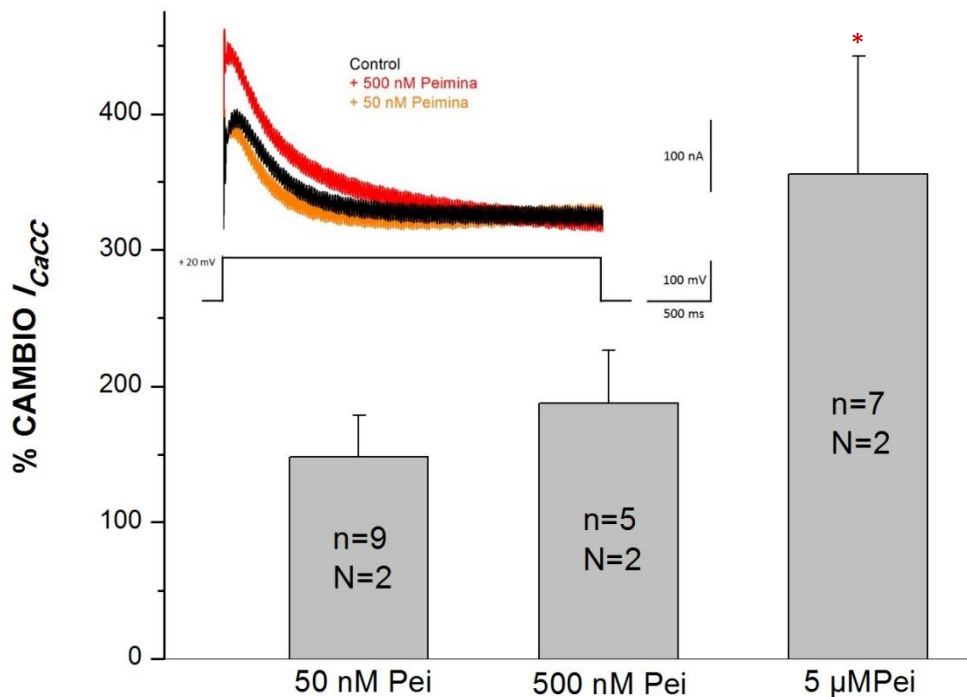 % CAMBIO I_CaCC
400
300
200
100
0
Control
+ 500 nM Peimina
+ 50 nM Peimina
100 nA
+ 20 mV
100 mV
500 ms
*
n=9
N=2
n=5
N=2
n=7
N=2
50 nM Pei
500 nM Pei
5 µMPei